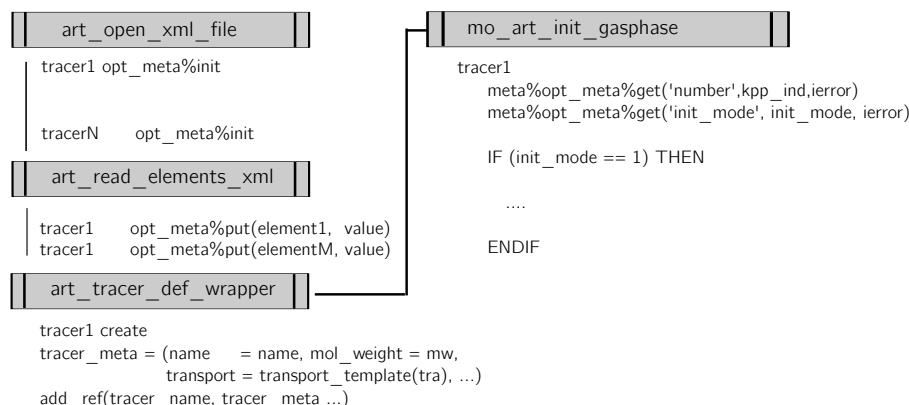 art_open_xml_file
tracer1 opt_meta%init
tracerN opt_meta%init
art_read_elements_xml
tracer1 opt_meta%put(element1, value)
tracer1 opt_meta%put(elementM, value)
art_tracer_def_wrapper
tracer1 create
tracer_meta = (name = name, mol_weight = mw,
transport = transport_template(tra), ...)
add_ref(tracer_name, tracer_meta ...)
mo_art_init_gasphase
tracer1
meta%opt_meta%get('number',kpp_ind,ierror)
meta%opt_meta%get('init_mode', init_mode, ierror)
IF (init_mode == 1) THEN
....
ENDIF